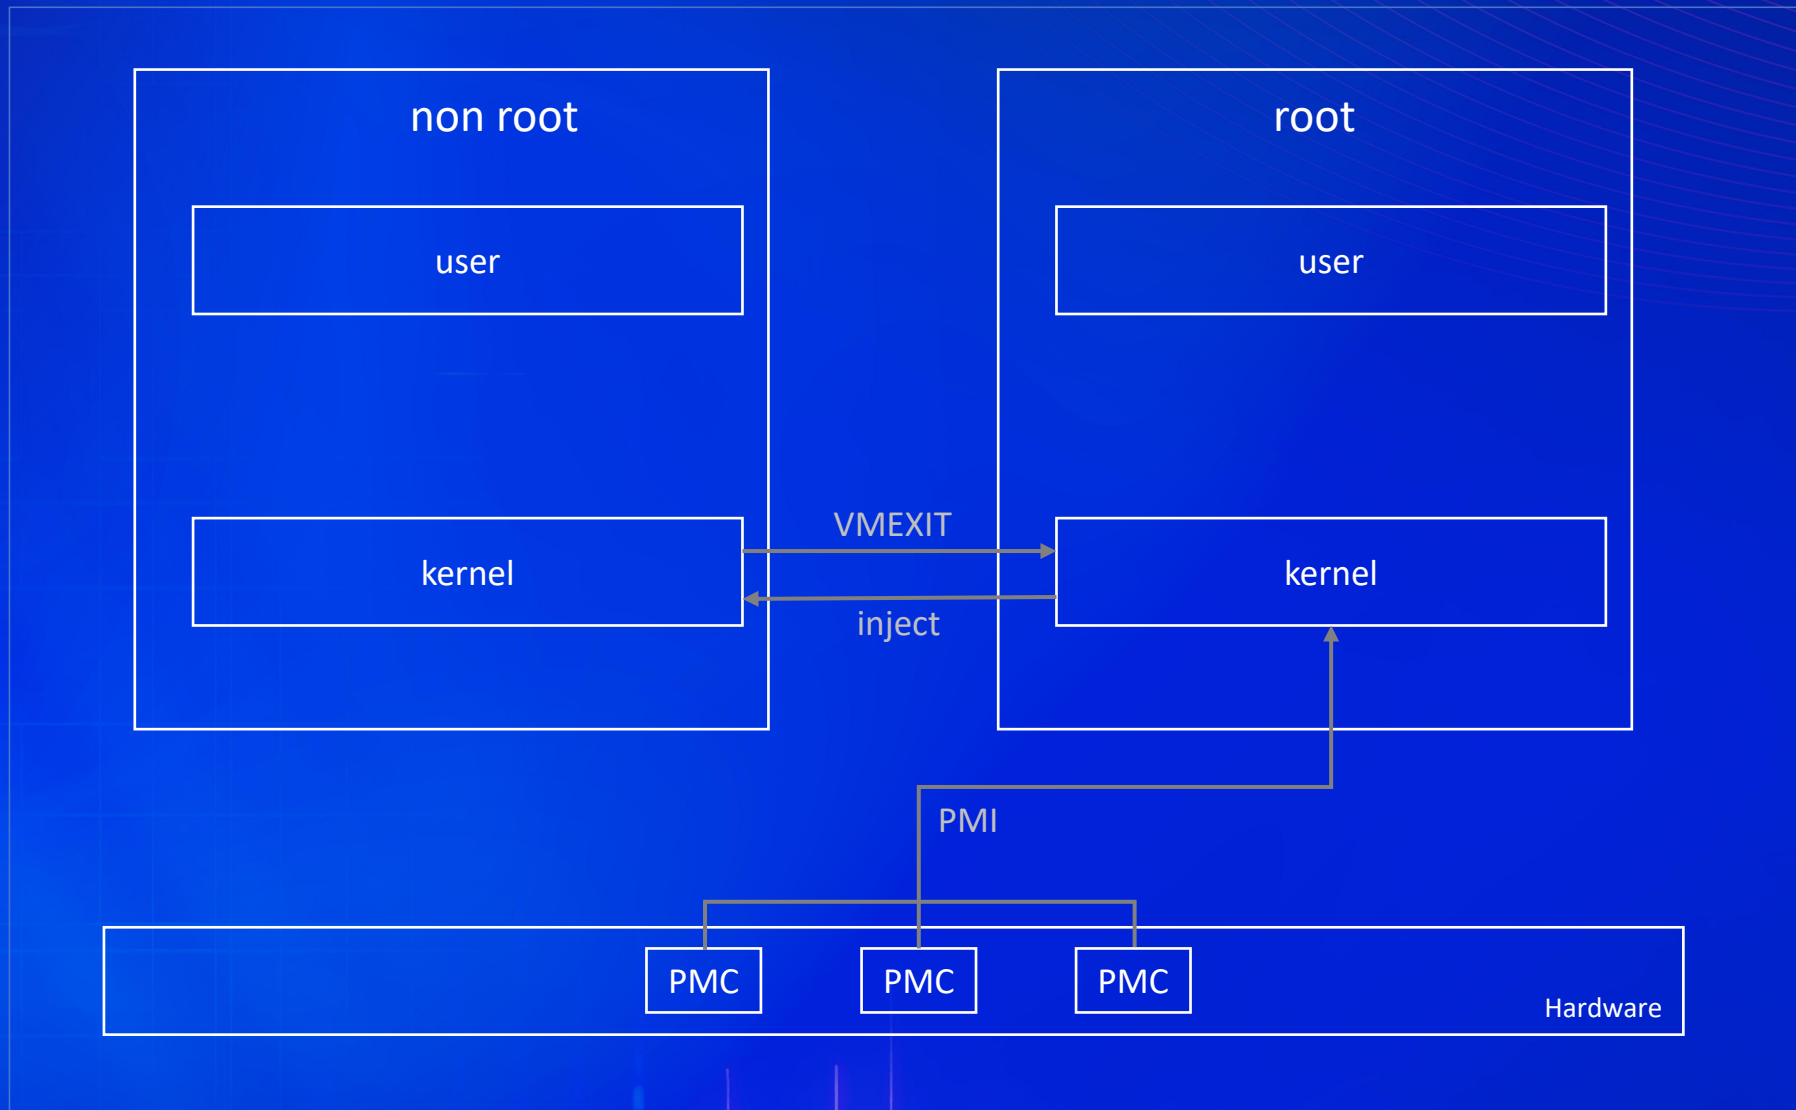 non root
root
user
user
VMEXIT
kernel
kernel
inject
PMI
PMC
PMC
PMC
Hardware